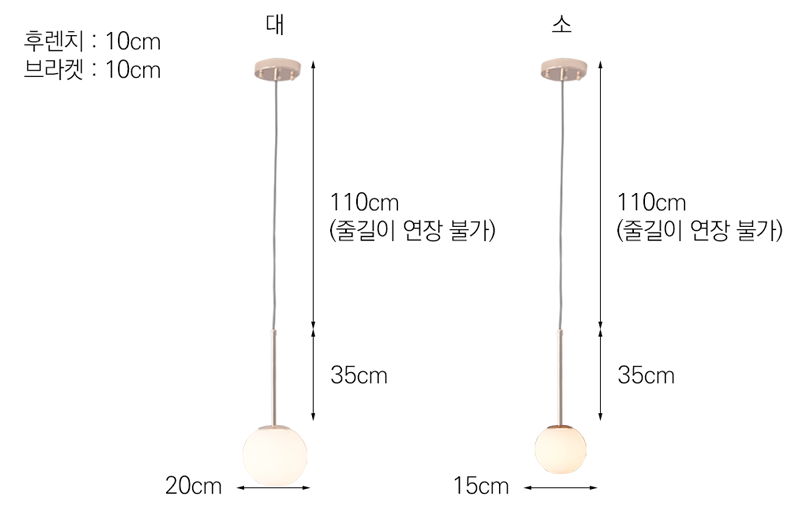 후렌치 : 10cm
브라켓 : 10cm
대
소
110cm
(줄길이 연장 불가)
110cm
(줄길이 연장 불가)
35cm
35cm
20cm
15cm